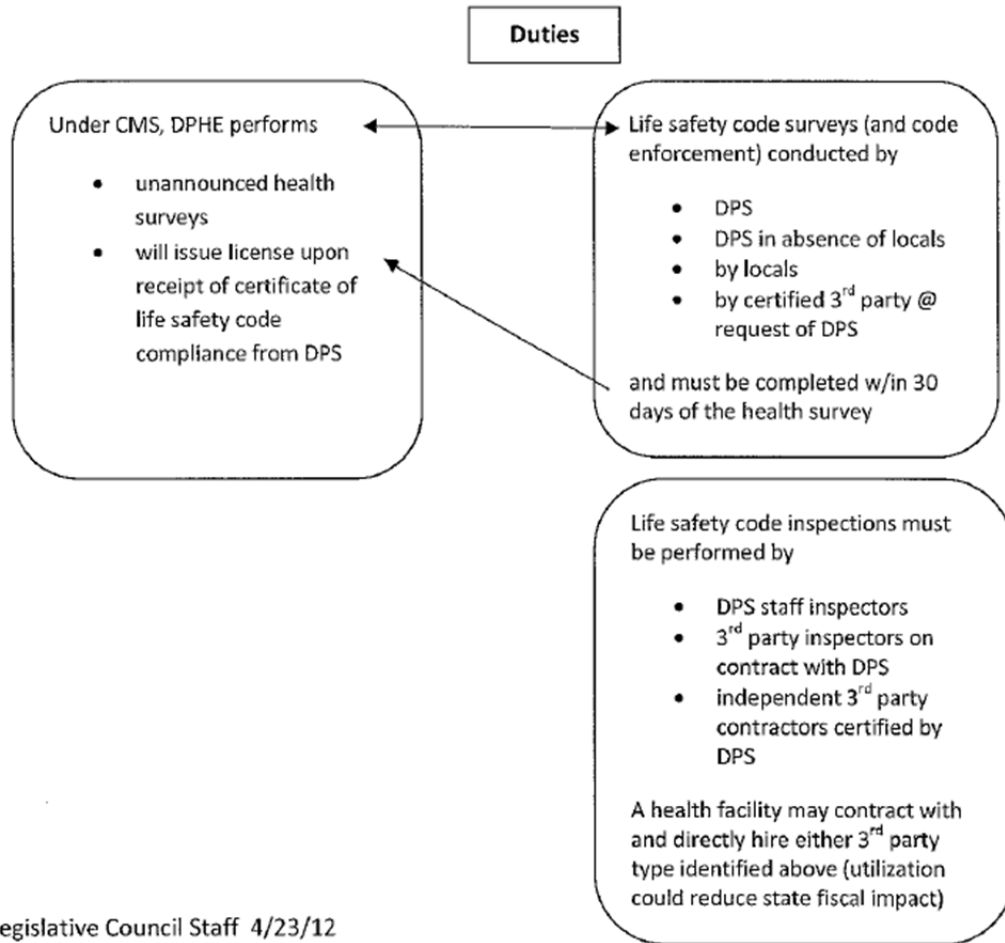 Duties
Under CMS, DPHE performs
• unannounced health
surveys
• will issue license upon
receipt of certificate of
life safety code
compliance from DPS
Life safety code surveys (and code
enforcement) conducted by
• DPS
• DPS in absence of locals
• by locals
• by certified 3rd party @
request of DPS
and must be completed w/in 30
days of the health survey
Life safety code inspections must
be performed by
• DPS staff inspectors
• 3rd party inspectors on
contract with DPS
• independent 3rd party
contractors certified by
DPS
A health facility may contract with
and directly hire either 3rd party
type identified above (utilization
could reduce state fiscal impact)
egislative Council Staff 4/23/12